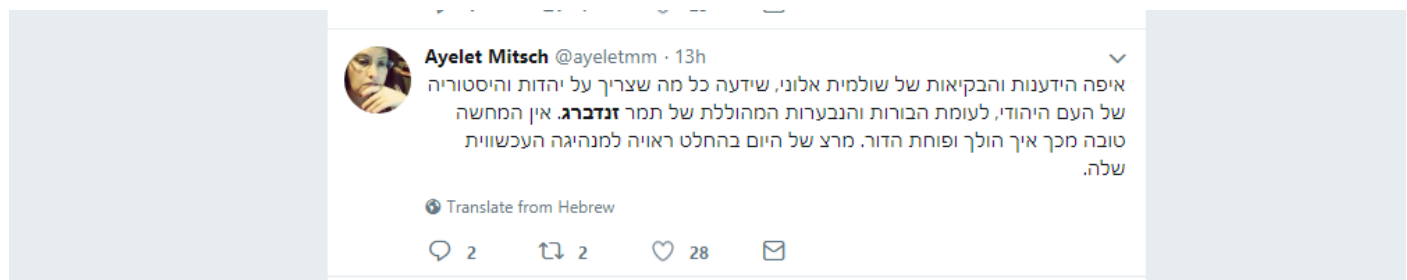 Ayelet Mitsch @ayeletmm · 13h
איפה הידענות והבקיאות של שולמית אלוני, שידעה כל מה שצריך על יהדות והיסטוריה
של העם היהודי, לעומת הבורות והנבערות המהוללת של תמר זנדברג. אין המחשה
טובה מכך איך הולך ופוחת הדור. מרצ של היום בהחלט ראויה למנהיגה העכשווית
שלה.
Translate from Hebrew
2 2 28